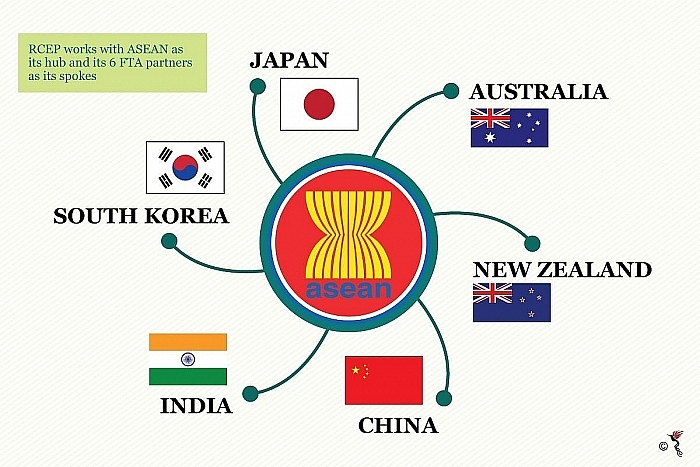 RCEP works with ASEAN as
its hub and its 6 FTA partners
as its spokes
JAPAN
AUSTRALIA
SOUTH KOREA
NEW ZEALAND
asean
INDIA
CHINA
©